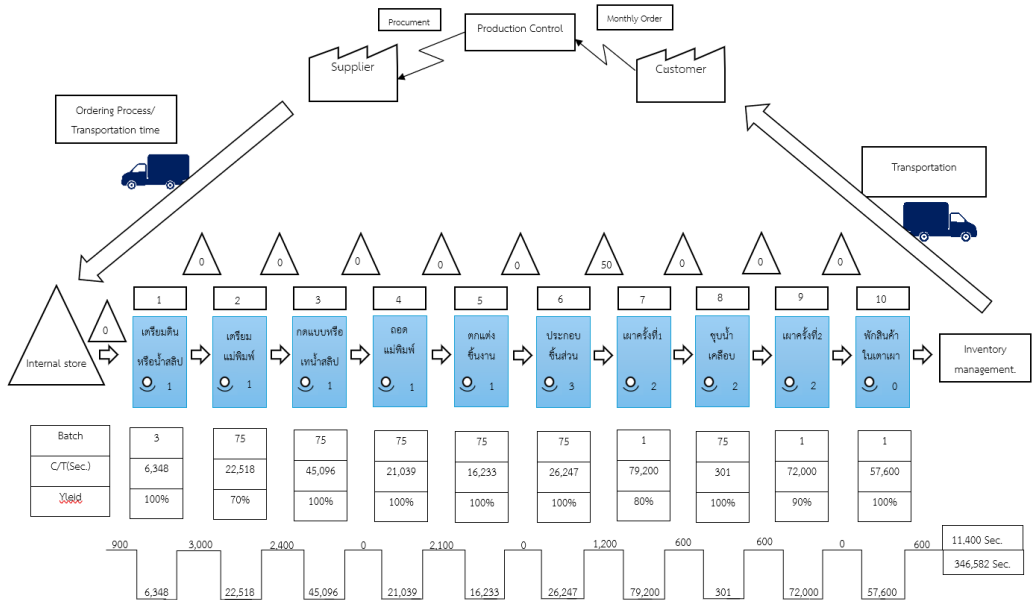 Procument
Monthly Order
Production Control
Supplier
Customer
Ordering Process/
Transportation time
Transportation
0 0 0 0 0 50 0 0 0
1 2 3 4 5 6 7 8 9 10
0
Internal store
เตรียมดิน
หรือน้ำสลิป
1
เตรียม
แม่พิมพ์
1
กดแบบหรือ
เทน้ำสลิป
1
ถอด
แม่พิมพ์
1
ตกแต่ง
ชิ้นงาน
1
ประกอบ
ชิ้นส่วน
3
เผาครั้งที่1
2
ชุบน้ำ
เคลือบ
2
เผาครั้งที่2
2
พักสินค้า
ในเตาเผา
0
Inventory
management.
Batch 3 75 75 75 75 75 1 75 1 1
C/T(Sec.) 6,348 22,518 45,096 21,039 16,233 26,247 79,200 301 72,000 57,600
Yleid 100% 70% 100% 100% 100% 100% 80% 100% 90% 100%
900 3,000 2,400 0 2,100 0 1,200 600 600 0 600 11,400 Sec.
346,582 Sec.
6,348 22,518 45,096 21,039 16,233 26,247 79,200 301 72,000 57,600